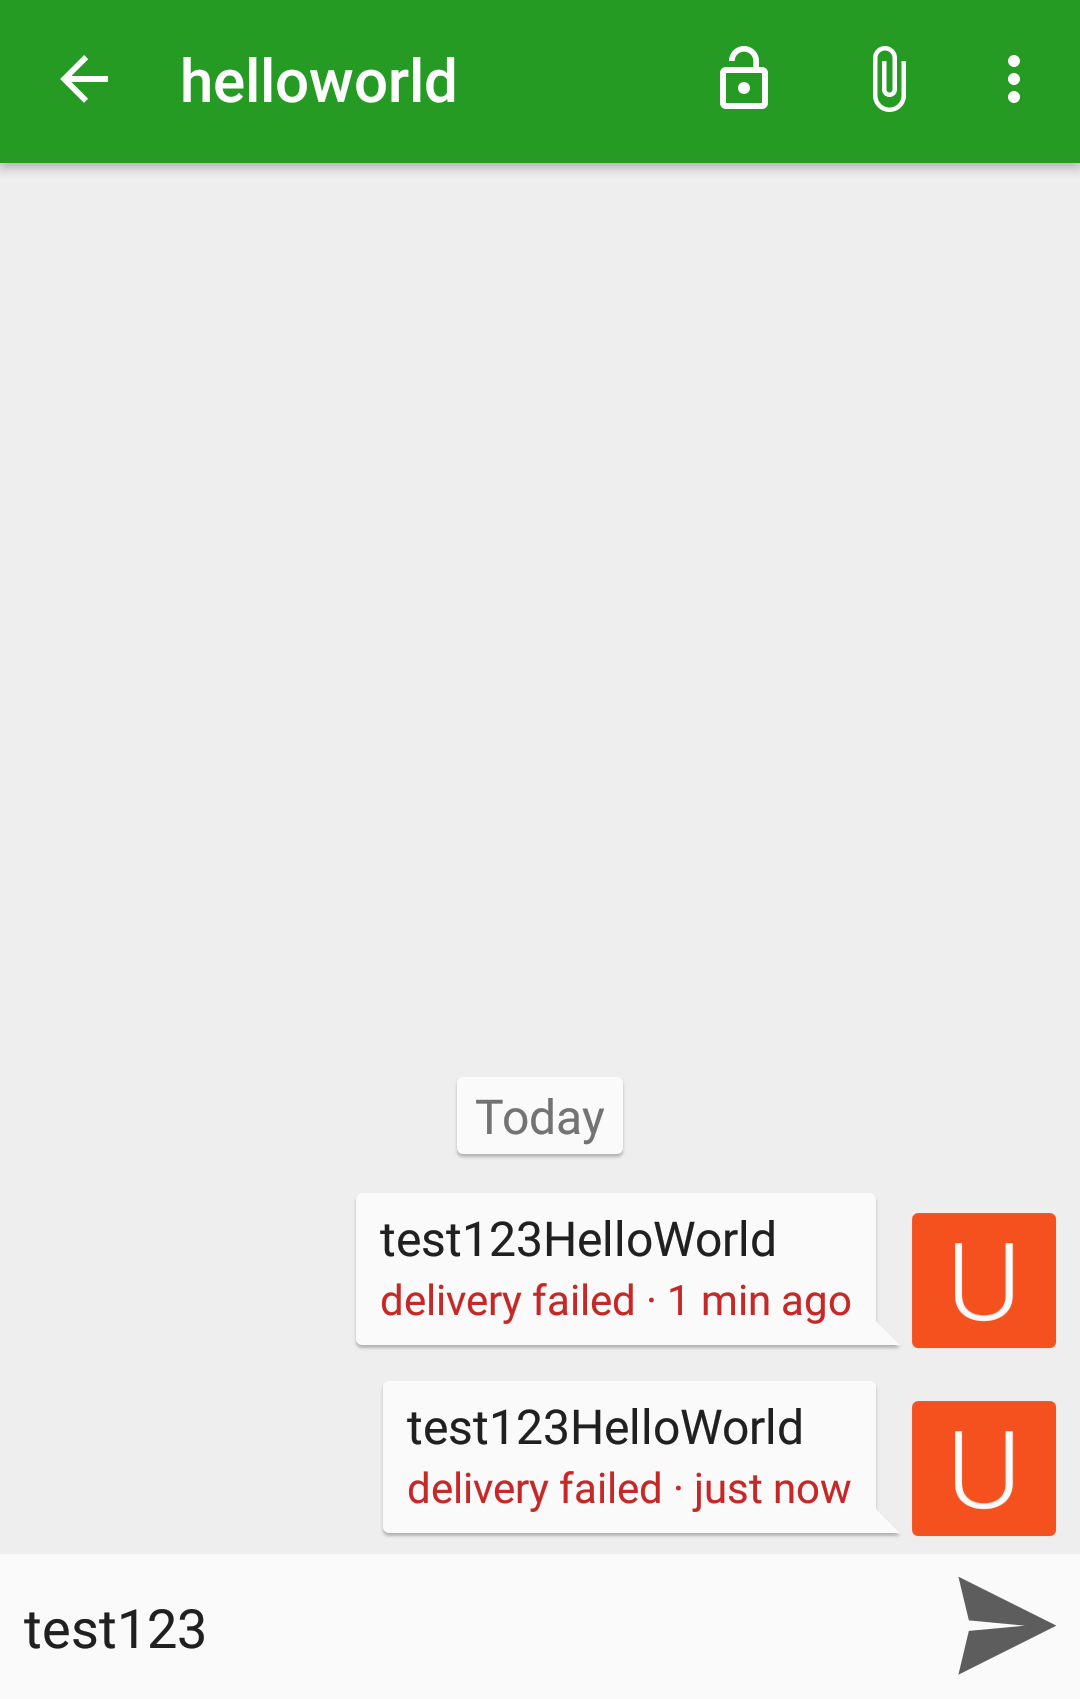 helloworld
Today
test123HelloWorld
delivery failed · 1 min ago
U
test123HelloWorld
delivery failed · just now
U
test123